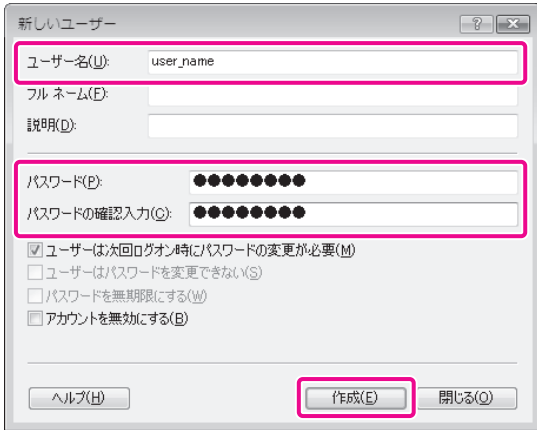 新しいユーザー
ユーザー名(U): user_name
フル ネーム(F):
説明(D):
パスワード(P): ●●●●●●●●
パスワードの確認入力(C): ●●●●●●●●
ユーザーは次回ログオン時にパスワードの変更が必要(M)
ユーザーはパスワードを変更できない(S)
パスワードを無期限にする(W)
アカウントを無効にする(B)
ヘルプ(H) 作成(E) 閉じる(O)